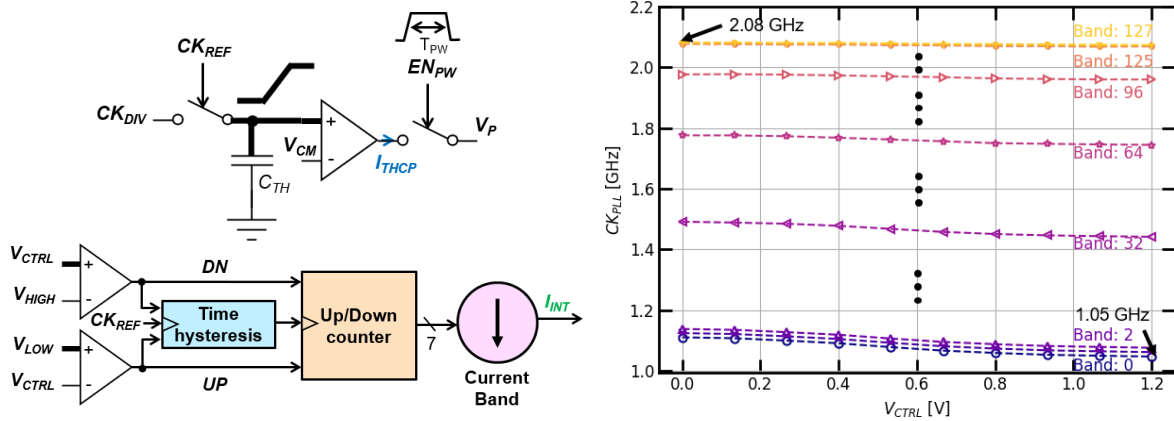 CK_REF
T_PW
EN_PW
CK_DIV
+
V_CM
-
I_THCP
V_P
C_TH
V_CTRL
+
DN
V_HIGH
-
CK_REF
Time
hysteresis
Up/Down
counter
7
I_INT
V_LOW
+
V_CTRL
-
UP
Current
Band
2.2
2.0
1.8
1.6
1.4
1.2
1.0
CK_PLL [GHz]
2.08 GHz
Band: 127
Band: 125
Band: 96
Band: 64
Band: 32
1.05 GHz
Band: 2
Band: 0
0.0 0.2 0.4 0.6 0.8 1.0 1.2
V_CTRL [V]